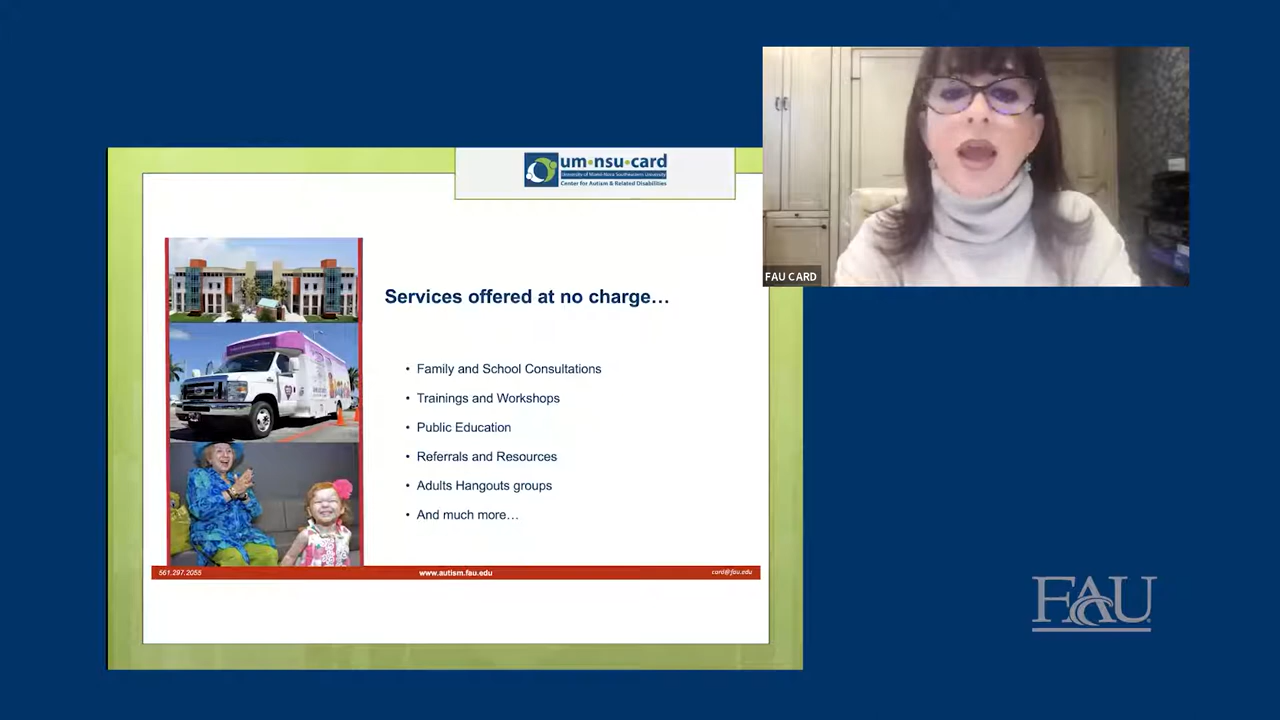 um·nsu·card
University of Miami-Nova Southeastern University
Center for Autism & Related Disabilities
FAU CARD
Services offered at no charge…
• Family and School Consultations
• Trainings and Workshops
• Public Education
• Referrals and Resources
• Adults Hangouts groups
• And much more…
561.297.2055
www.autism.fau.edu
card@fau.edu
FAU